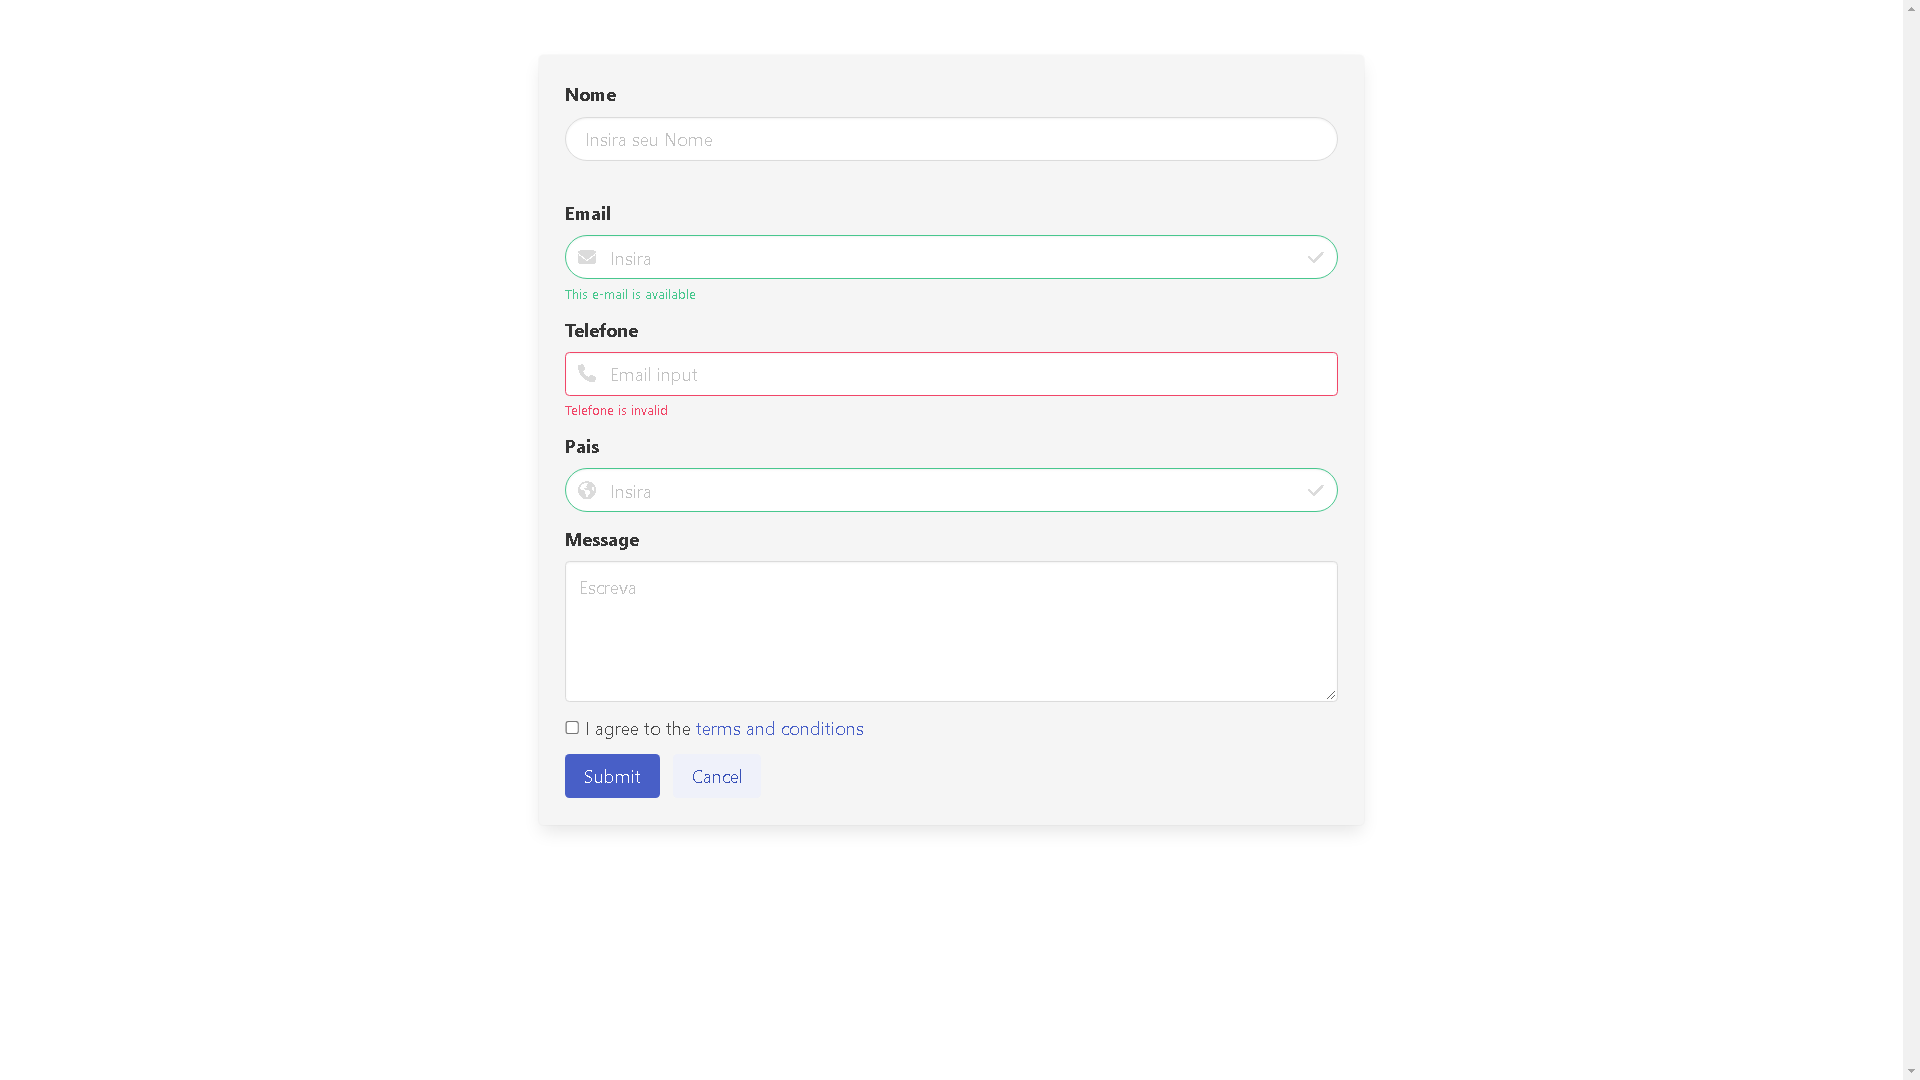 Nome
Insira seu Nome
Email
Insira
This e-mail is available
Telefone
Email input
Telefone is invalid
Pais
Insira
Message
Escreva
I agree to the terms and conditions
Submit Cancel